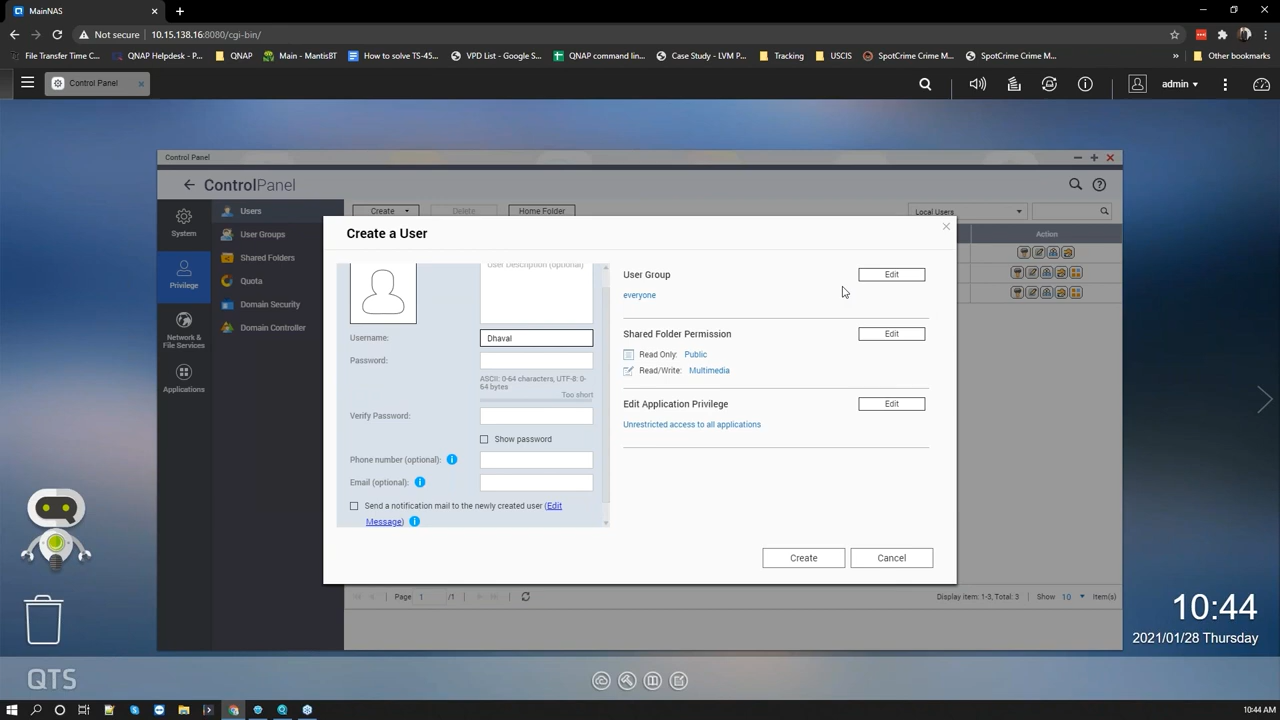 MainNAS
Not secure 10.15.138.16:8080/cgi-bin/
File Transfer Time C...
QNAP Helpdesk - P...
Main - MantisBT
How to solve TS-45...
VPD List - Google S...
QNAP command lin...
Case Study - LVM P...
Tracking
USCIS
SpotCrime Crime M...
SpotCrime Crime M...
»
Other bookmarks
Control Panel
admin
Control Panel
ControlPanel
System
Privilege
Network &
File Services
Applications
Users
User Groups
Shared Folders
Quota
Domain Security
Domain Controller
Create
Delete
Home Folder
Local Users
Action
Create a User
User Description (optional)
Username:
Dhaval
Password:
ASCII: 0-64 characters, UTF-8: 0-
64 bytes
Too short
Verify Password:
Show password
Phone number (optional):
Email (optional):
Send a notification mail to the newly created user (Edit
Message)
User Group
Edit
everyone
Shared Folder Permission
Edit
Read Only: Public
Read/Write: Multimedia
Edit Application Privilege
Edit
Unrestricted access to all applications
Create
Cancel
Page 1 /1
Display item: 1-3, Total: 3
Show 10 Item(s)
10:44
2021/01/28 Thursday
QTS
10:44 AM